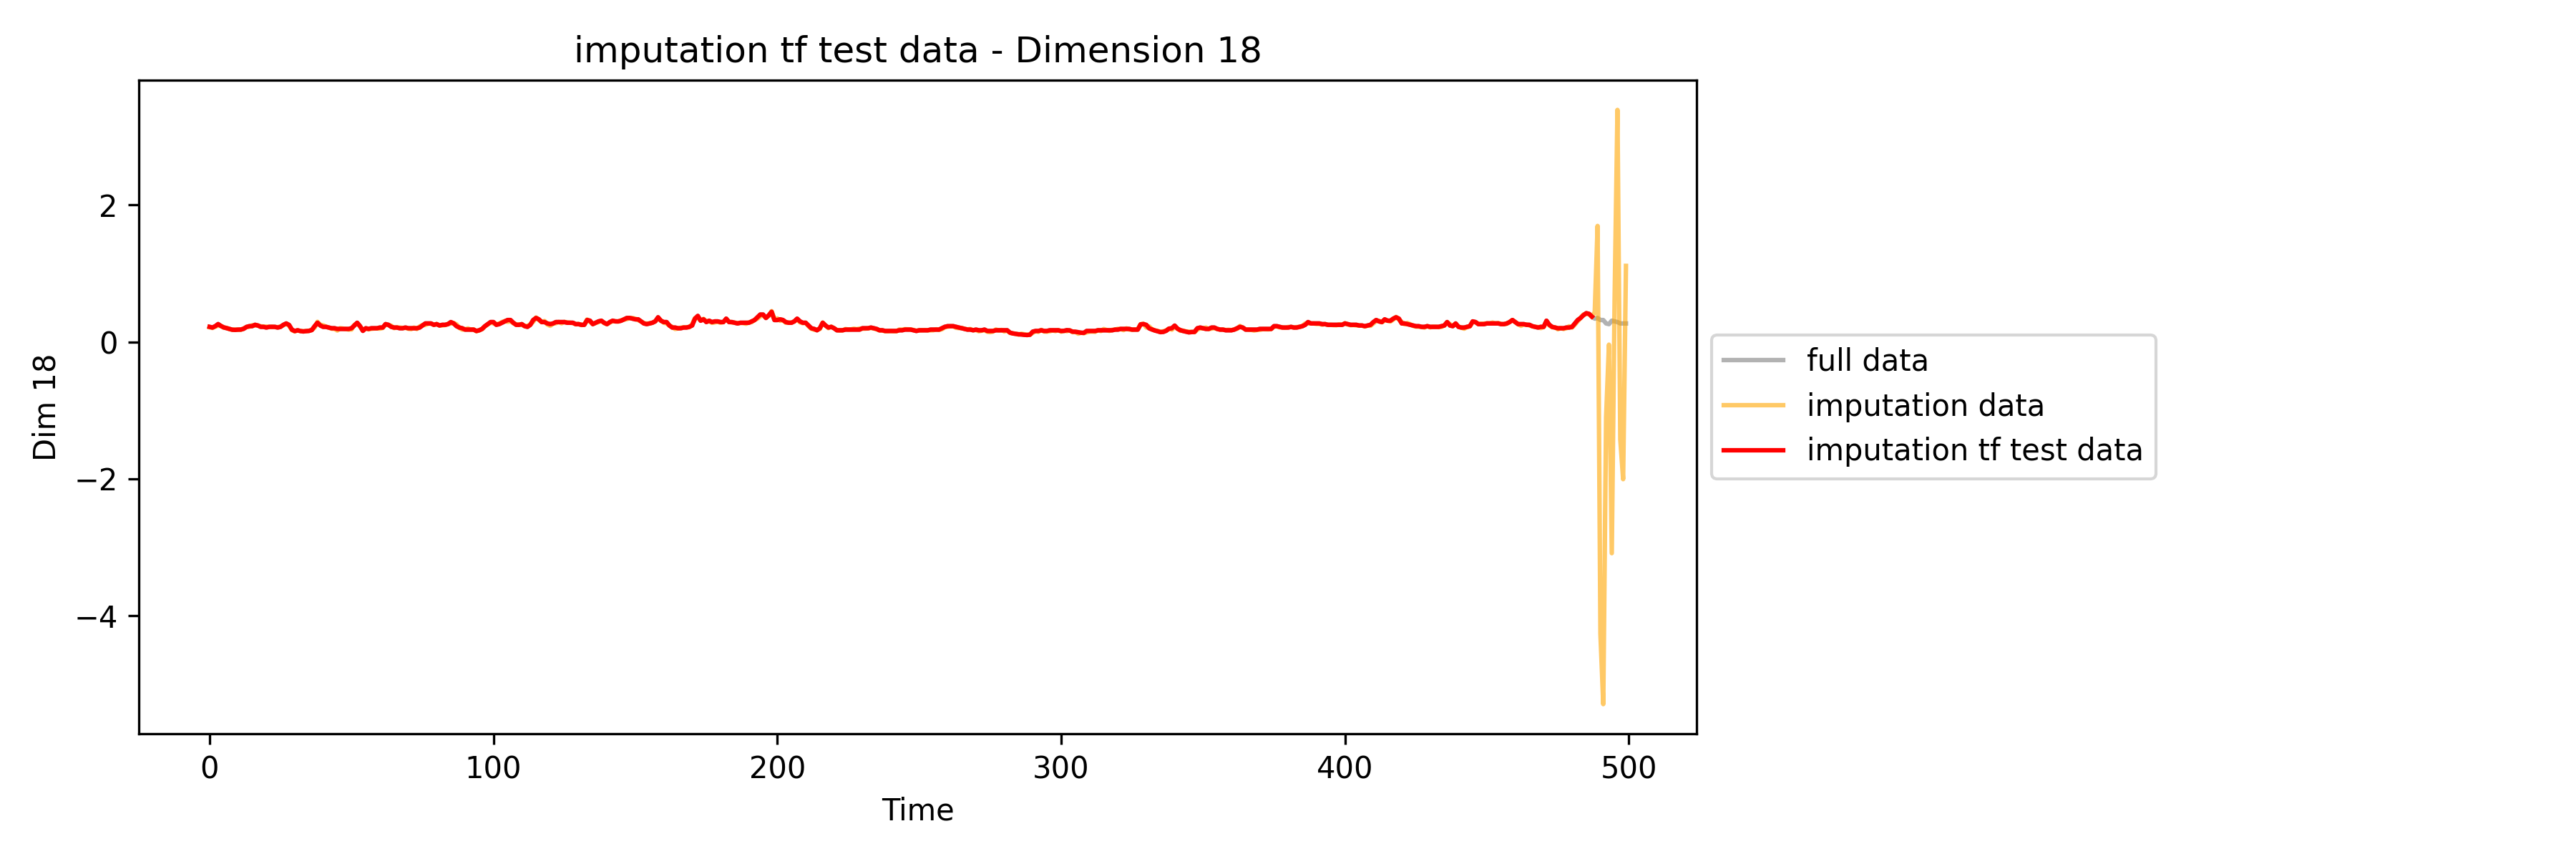 imputation tf test data - Dimension 18
2
0
−2
−4
Dim 18
0 100 200 300 400 500
Time
full data
imputation data
imputation tf test data